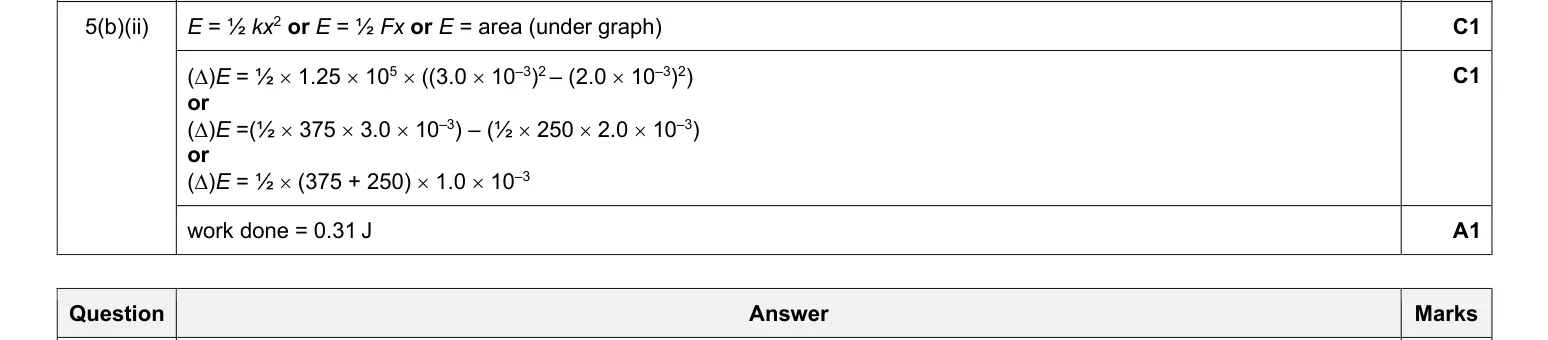 5(b)(ii) E = ½ kx² or E = ½ Fx or E = area (under graph) C1
(Δ)E = ½ × 1.25 × 10⁵ × ((3.0 × 10⁻³)² – (2.0 × 10⁻³)²) C1
or
(Δ)E =(½ × 375 × 3.0 × 10⁻³) – (½ × 250 × 2.0 × 10⁻³)
or
(Δ)E = ½ × (375 + 250) × 1.0 × 10⁻³
work done = 0.31 J A1
Question Answer Marks